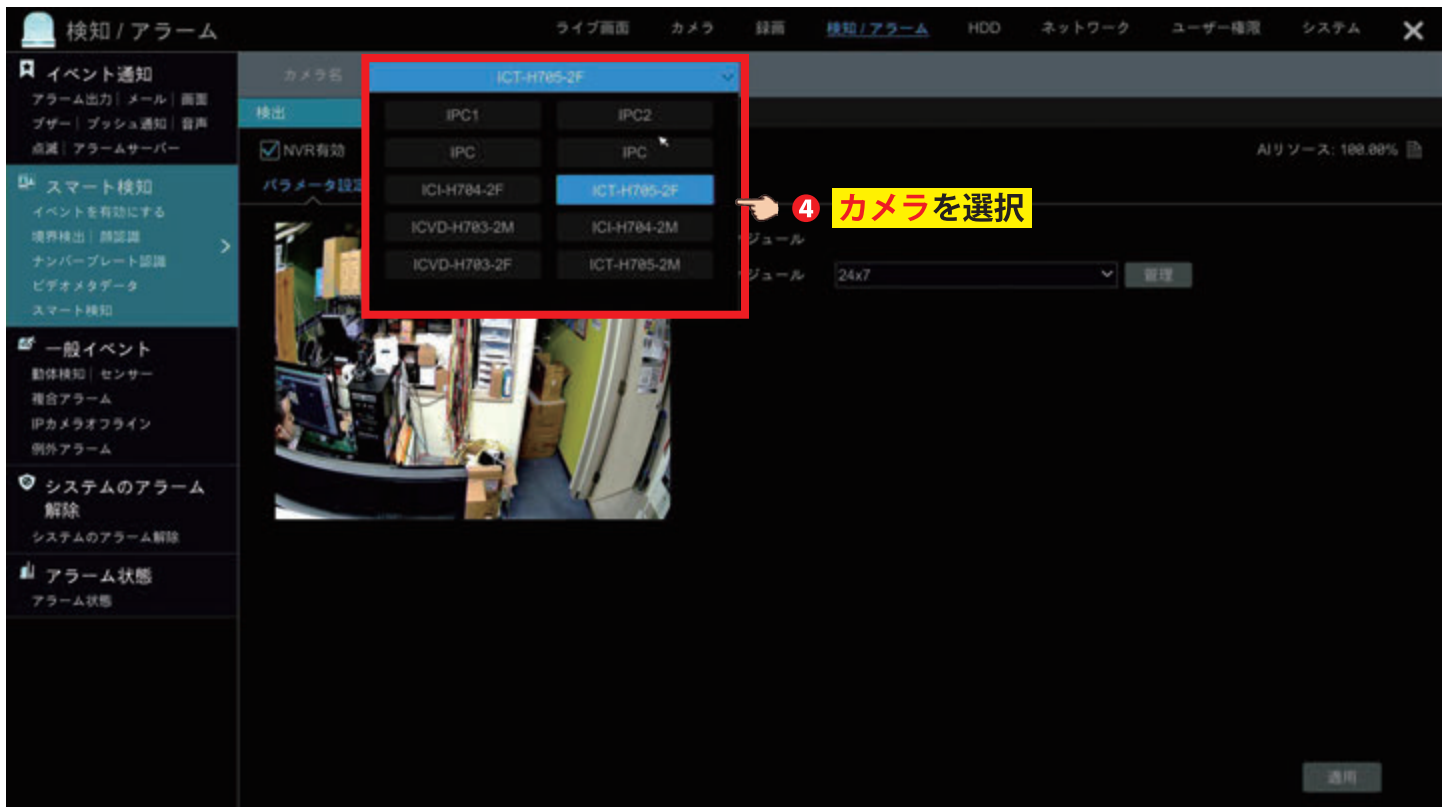 検知 / アラーム
ライブ画面 カメラ 録画 検知 / アラーム HDD ネットワーク ユーザー権限 システム
イベント通知
アラーム出力 | メール | 画面
ブザー | プッシュ通知 | 音声
点滅 | アラームサーバー
スマート検知
イベントを有効にする
境界検出 | 顔認識
ナンバープレート認識
ビデオメタデータ
スマート検知
一般イベント
動体検知 | センサー
複合アラーム
IPカメラオフライン
例外アラーム
システムのアラーム
解除
システムのアラーム解除
アラーム状態
アラーム状態
カメラ名 ICT-H705-2F
検出
NVR有効
AIリソース: 100.00%
パラメータ設定
IPC1 IPC2
IPC IPC
ICI-H704-2F ICT-H705-2F
ICVD-H703-2M ICI-H704-2M
ICVD-H703-2F ICT-H705-2M
4 カメラを選択
ジュール
ジュール 24x7 管理
適用